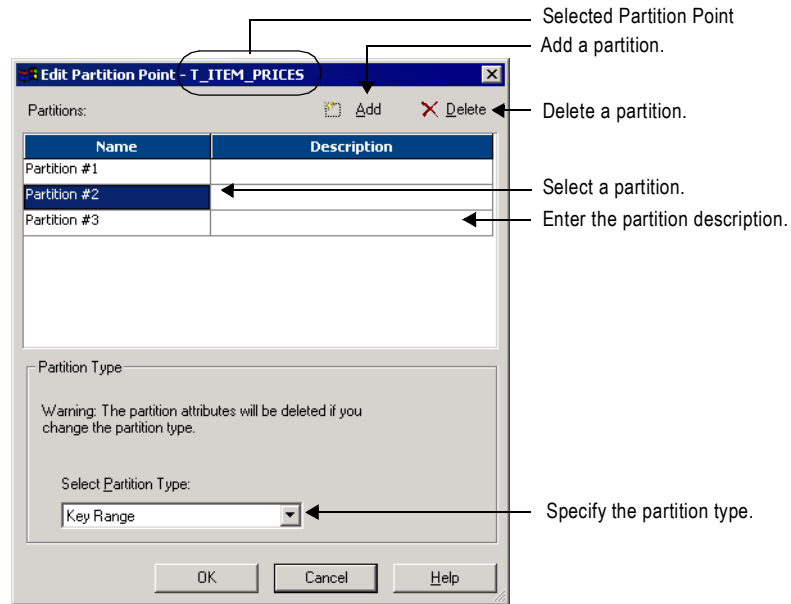 Selected Partition Point
Add a partition.
Edit Partition Point - T_ITEM_PRICES
Partitions:
Add
Delete
Delete a partition.
Name
Description
Partition #1
Partition #2
Select a partition.
Partition #3
Enter the partition description.
Partition Type
Warning: The partition attributes will be deleted if you
change the partition type.
Select Partition Type:
Key Range
Specify the partition type.
OK
Cancel
Help